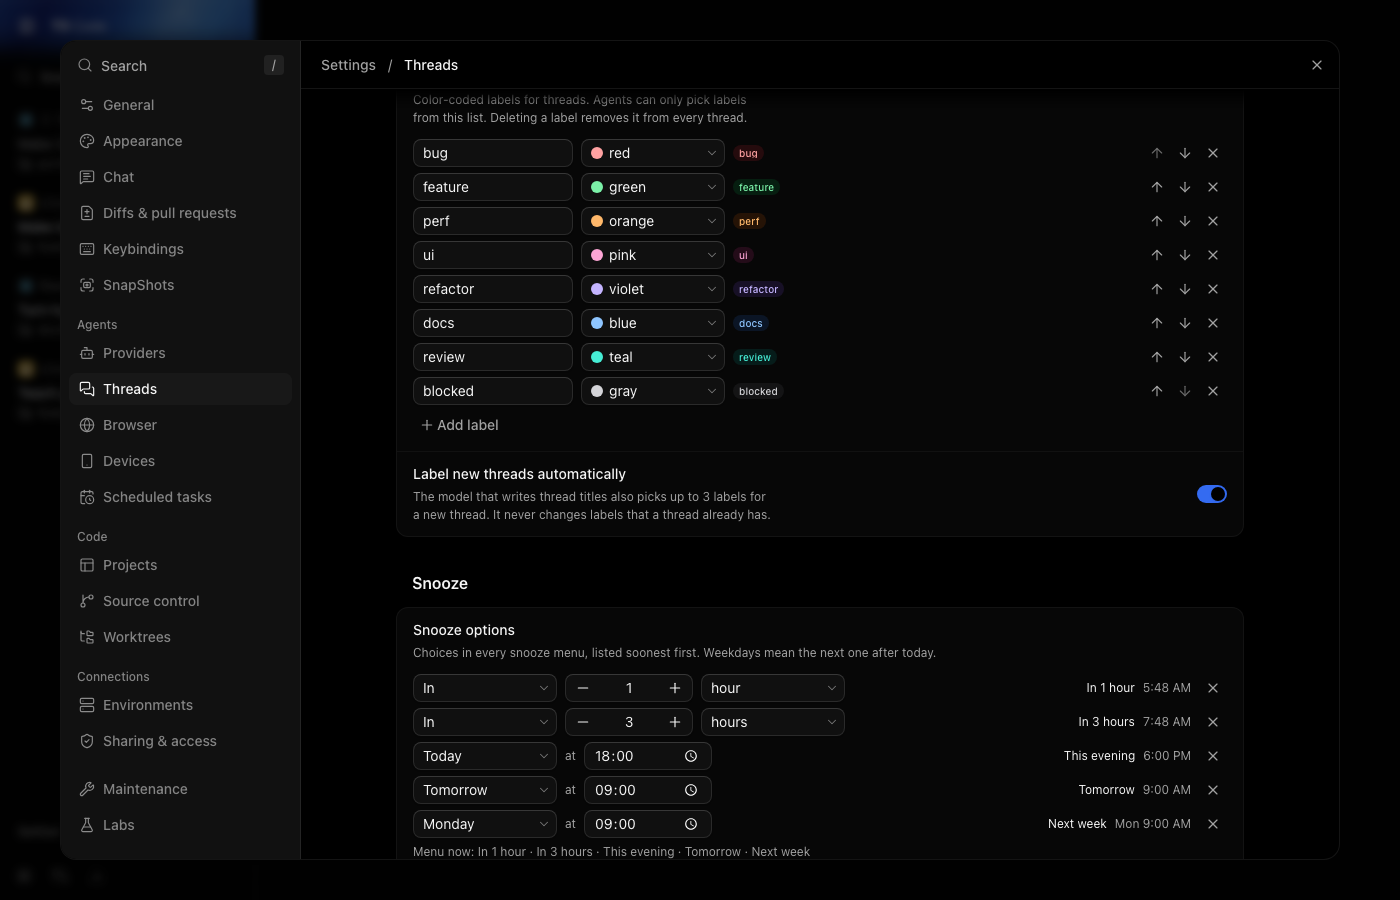 Search /
General
Appearance
Chat
Diffs & pull requests
Keybindings
SnapShots
Agents
Providers
Threads
Browser
Devices
Scheduled tasks
Code
Projects
Source control
Worktrees
Connections
Environments
Sharing & access
Maintenance
Labs
Settings / Threads
Color-coded labels for threads. Agents can only pick labels
from this list. Deleting a label removes it from every thread.
bug red bug
feature green feature
perf orange perf
ui pink ui
refactor violet refactor
docs blue docs
review teal review
blocked gray blocked
Add label
Label new threads automatically
The model that writes thread titles also picks up to 3 labels for
a new thread. It never changes labels that a thread already has.
Snooze
Snooze options
Choices in every snooze menu, listed soonest first. Weekdays mean the next one after today.
In 1 hour In 1 hour 5:48 AM
In 3 hours In 3 hours 7:48 AM
Today at 18:00 This evening 6:00 PM
Tomorrow at 09:00 Tomorrow 9:00 AM
Monday at 09:00 Next week Mon 9:00 AM
Menu now: In 1 hour · In 3 hours · This evening · Tomorrow · Next week